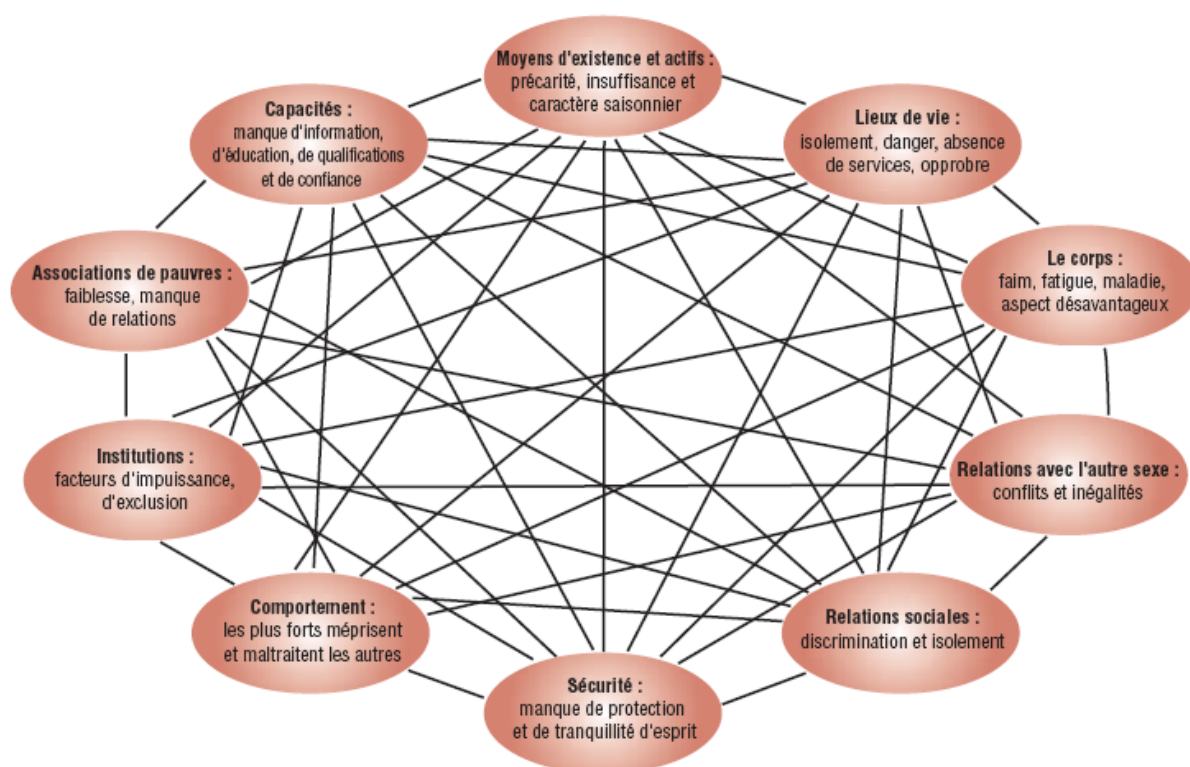 Moyens d'existence et actifs :
précarité, insuffisance et
caractère saisonnier
Capacités :
manque d'information,
d'éducation, de qualifications
et de confiance
Lieux de vie :
isolement, danger, absence
de services, opprobre
Associations de pauvres :
faiblesse, manque
de relations
Le corps :
faim, fatigue, maladie,
aspect désavantageux
Institutions :
facteurs d'impuissance,
d'exclusion
Relations avec l'autre sexe :
conflits et inégalités
Comportement :
les plus forts méprisent
et maltraitent les autres
Relations sociales :
discrimination et isolement
Sécurité :
manque de protection
et de tranquillité d'esprit